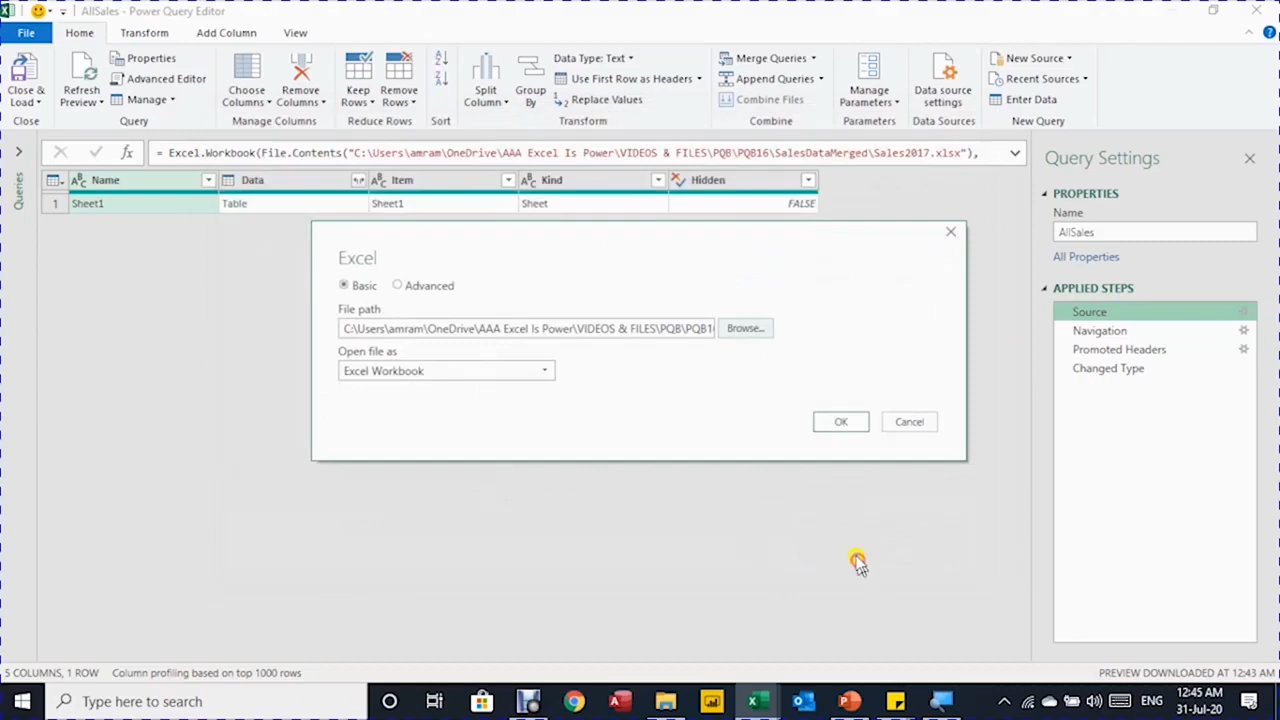 AllSales - Power Query Editor
File Home Transform Add Column View
Close & Load
Close
Refresh Preview
Properties
Advanced Editor
Manage
Query
Choose Columns
Remove Columns
Manage Columns
Keep Rows
Remove Rows
Reduce Rows
Sort
Split Column
Group By
Data Type: Text
Use First Row as Headers
Replace Values
Transform
Merge Queries
Append Queries
Combine Files
Combine
Manage Parameters
Parameters
Data source settings
Data Sources
New Source
Recent Sources
Enter Data
New Query
fx = Excel.Workbook(File.Contents("C:\Users\amram\OneDrive\AAA Excel Is Power\VIDEOS & FILES\PQB\PQB16\SalesDataMerged\Sales2017.xlsx"),
Queries
Name Data Item Kind Hidden
1 Sheet1 Table Sheet1 Sheet FALSE
Excel
Basic Advanced
File path
C:\Users\amram\OneDrive\AAA Excel Is Power\VIDEOS & FILES\PQB\PQB1
Browse...
Open file as
Excel Workbook
OK Cancel
Query Settings
PROPERTIES
Name
AllSales
All Properties
APPLIED STEPS
Source
Navigation
Promoted Headers
Changed Type
5 COLUMNS, 1 ROW Column profiling based on top 1000 rows
PREVIEW DOWNLOADED AT 12:43 AM
Type here to search
ENG
12:45 AM
31-Jul-20